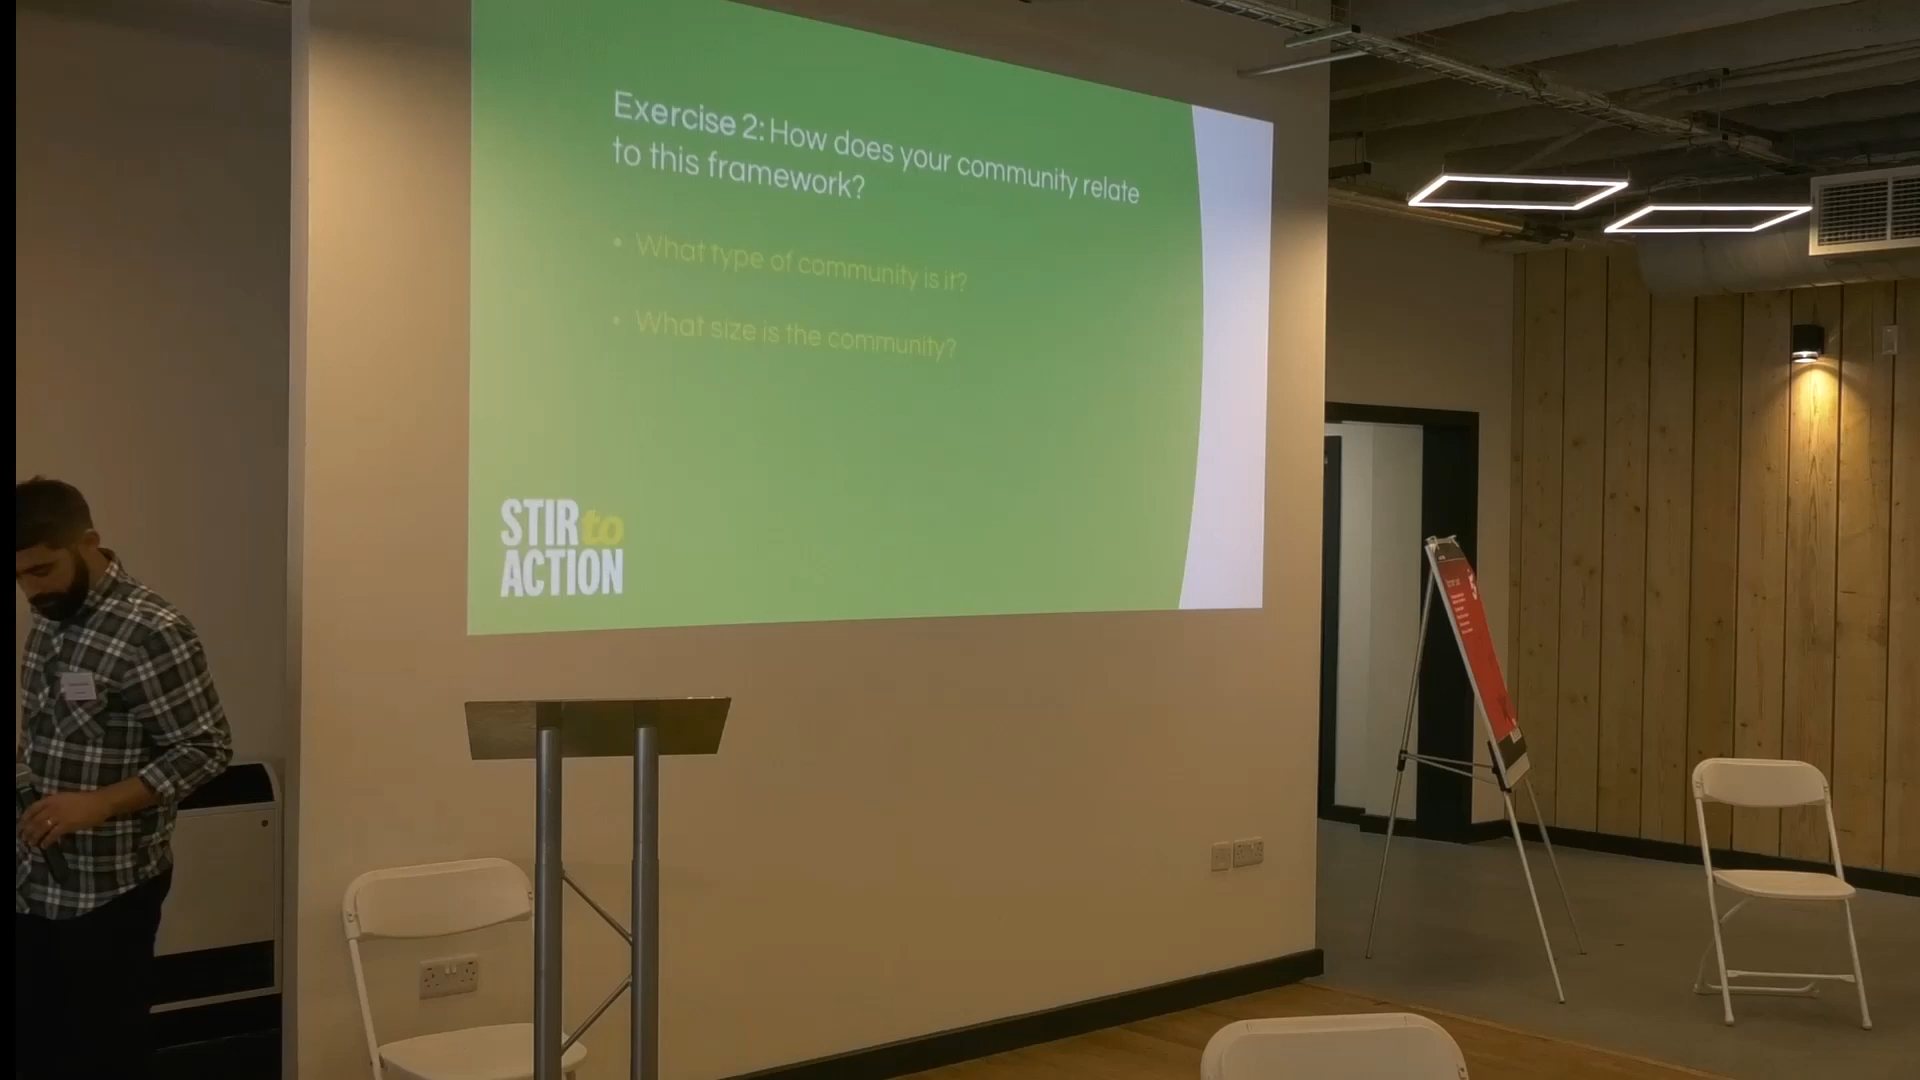 Exercise 2: How does your community relate
to this framework?
• What type of community is it?
• What size is the community?
STIR to
ACTION